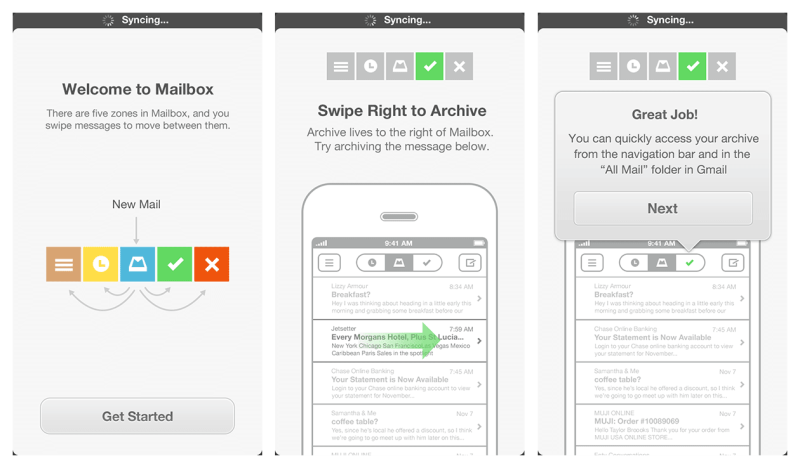 Syncing...
Welcome to Mailbox
There are five zones in Mailbox, and you
swipe messages to move between them.
New Mail
Get Started
Syncing...
Swipe Right to Archive
Archive lives to the right of Mailbox.
Try archiving the message below.
9:41 AM
Lizzy Armour 8:34 AM
Breakfast?
Hey I was thinking about heading in a little early this
morning and grabbing some breakfast before our
Jetsetter 7:59 AM
Every Morgans Hotel, Plus St Lucia...
New York Chicago San Francisco Las Vegas Mexico
Caribbean Paris Sales in the spotlight
Chase Online Banking 7:45 AM
Your Statement is Now Available
Login to your Chase online banking account to view
your statement for November...
Samantha & Me Nov 7
coffee table?
Yes, since he's local he offered a discount, so I think
we're going to go meet up with him later on this...
MUJI ONLINE Nov 7
Syncing...
Great Job!
You can quickly access your archive
from the navigation bar and in the
“All Mail” folder in Gmail
Next
9:41 AM
Lizzy Armour 8:34 AM
Breakfast?
Hey I was thinking about heading in a little early this
morning and grabbing some breakfast before our
Chase Online Banking 7:45 AM
Your Statement is Now Available
Login to your Chase online banking account to view
your statement for November...
Samantha & Me Nov 7
coffee table?
Yes, since he's local he offered a discount, so I think
we're going to go meet up with him later on this...
MUJI ONLINE Nov 7
MUJI: Order #10089069
Hello Taylor Thank you for your order from
MUJI USA ONLINE STORE...
Nov 7